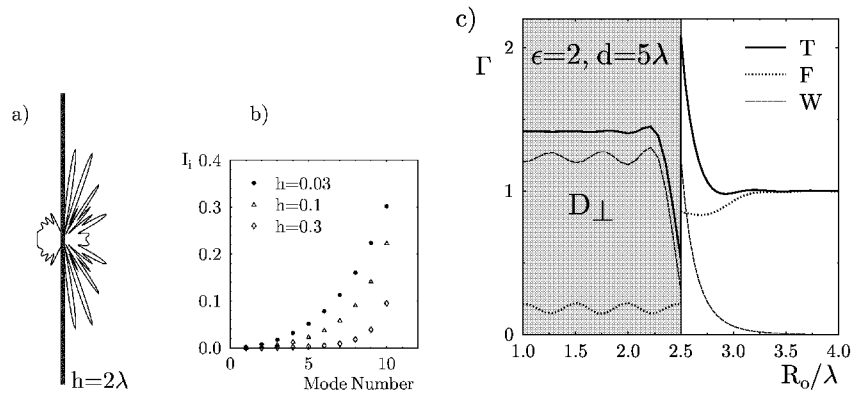 a)
h=2λ
b)
I_i
0.4
0.3
0.2
0.1
0.0
● h=0.03
△ h=0.1
◇ h=0.3
0 5 10
Mode Number
c)
Γ
2
1
0
ϵ=2, d=5λ
D⊥
T
F
W
1.0 1.5 2.0 2.5 3.0 3.5 4.0
R_o/λ